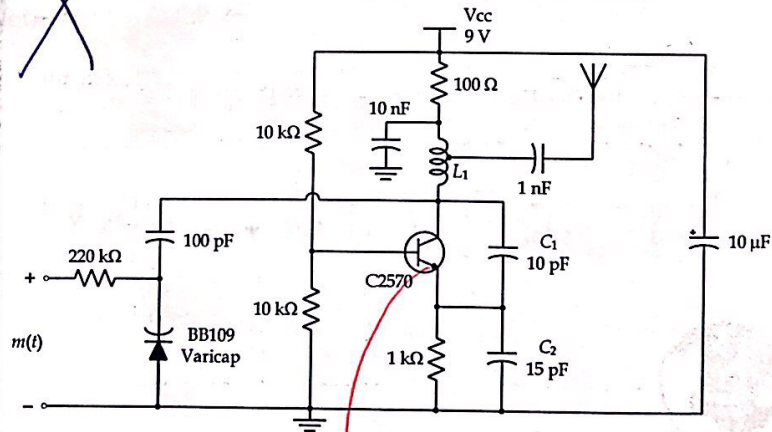 Vcc
9 V
100 Ω
10 nF
10 kΩ
L₁
1 nF
100 pF
220 kΩ
+
C₁
10 pF
+
10 μF
C2570
10 kΩ
m(t)
BB109
Varicap
1 kΩ
C₂
15 pF
−